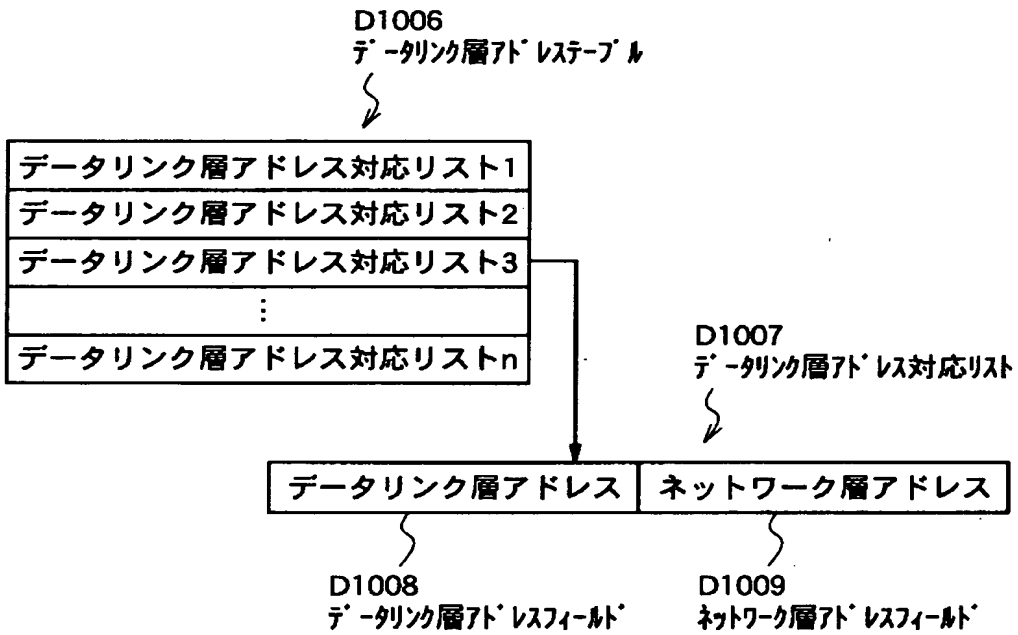 D1006
ﾃﾞｰﾀﾘﾝｸ層ｱﾄﾞﾚｽﾃｰﾌﾞﾙ
データリンク層アドレス対応リスト1
データリンク層アドレス対応リスト2
データリンク層アドレス対応リスト3
⋮
データリンク層アドレス対応リストn
D1007
ﾃﾞｰﾀﾘﾝｸ層ｱﾄﾞﾚｽ対応ﾘｽﾄ
データリンク層アドレス ネットワーク層アドレス
D1008 D1009
ﾃﾞｰﾀﾘﾝｸ層ｱﾄﾞﾚｽﾌｨｰﾙﾄﾞ ﾈｯﾄﾜｰｸ層ｱﾄﾞﾚｽﾌｨｰﾙﾄﾞ